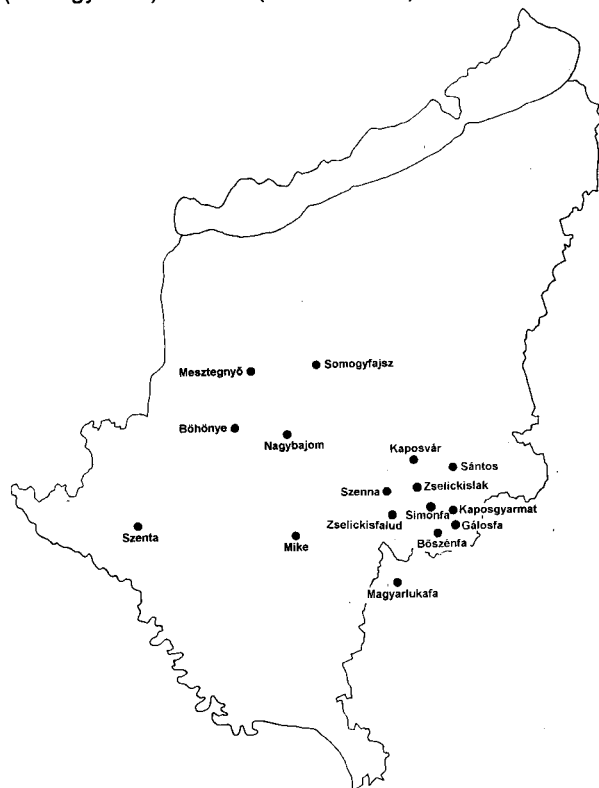 Somogyfajsz
Mesztegnyő
Böhönye
Nagybajom
Kaposvár
Sántos
Zselickislak
Szenna
Simonfa
Kaposgyarmat
Zselickisfalud
Gálosfa
Szenta
Mike
Bőszénfa
Magyarlukafa